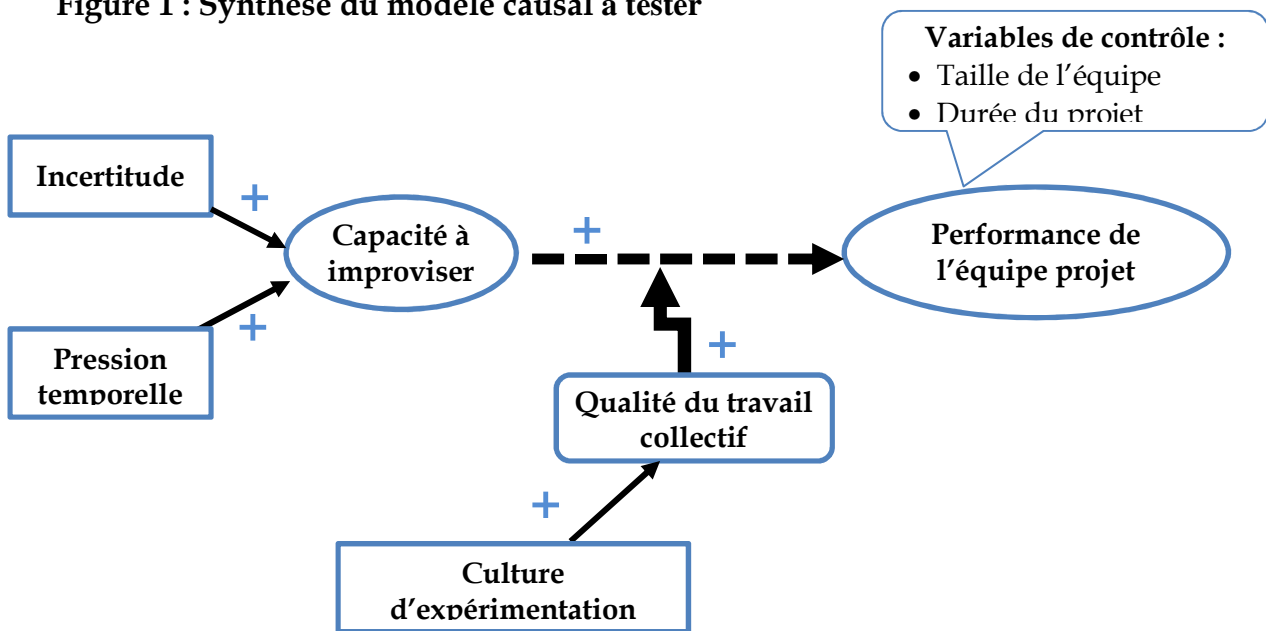 Figure 1 : Synthèse du modèle causal à tester
Variables de contrôle :
• Taille de l'équipe
• Durée du projet
Incertitude
+
Capacité à
improviser
+
Performance de
l'équipe projet
+
Pression
temporelle
+
Qualité du travail
collectif
+
Culture
d'expérimentation